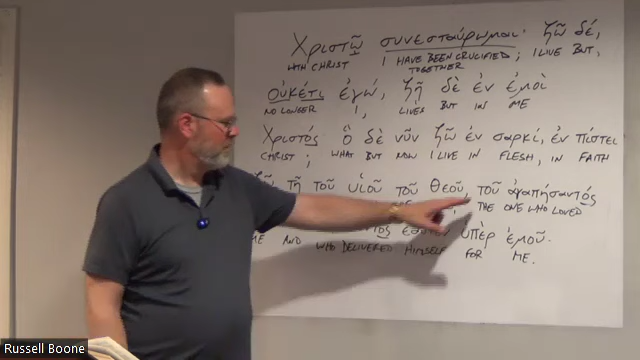 Χριστῷ συνεσταύρωμαι· ζῶ δέ,
WITH CHRIST I HAVE BEEN CRUCIFIED TOGETHER; I LIVE BUT,
Οὐκέτι ἐγώ, ζῇ δὲ ἐν ἐμοὶ
NO LONGER I, LIVES BUT IN ME
Χριστός ὃ δὲ νῦν ζῶ ἐν σαρκί, ἐν πίστει
CHRIST; WHAT BUT NOW I LIVE IN FLESH, IN FAITH
τῇ τοῦ υἱοῦ τοῦ θεοῦ, τοῦ ἀγαπήσαντός
THE ONE WHO LOVED
ὑπὲρ ἐμοῦ.
ME AND WHO DELIVERED HIMSELF FOR ME.
Russell Boone